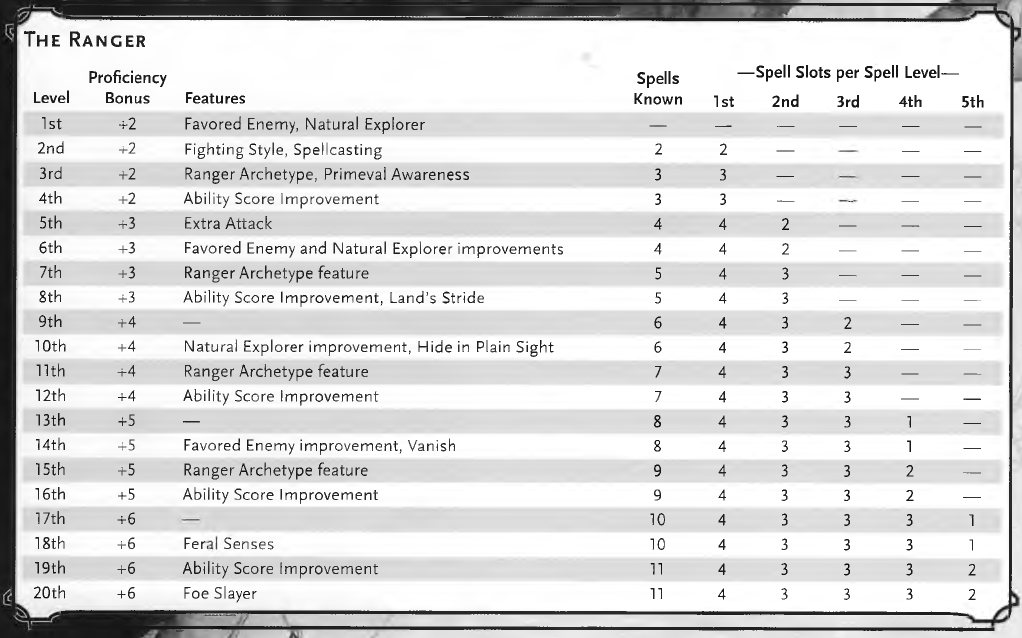 THE RANGER
Proficiency Spells —Spell Slots per Spell Level—
Level Bonus Features Known 1st 2nd 3rd 4th 5th
1st +2 Favored Enemy, Natural Explorer — — — — — —
2nd +2 Fighting Style, Spellcasting 2 2 — — — —
3rd +2 Ranger Archetype, Primeval Awareness 3 3 — — — —
4th +2 Ability Score Improvement 3 3 — — — —
5th +3 Extra Attack 4 4 2 — — —
6th +3 Favored Enemy and Natural Explorer improvements 4 4 2 — — —
7th +3 Ranger Archetype feature 5 4 3 — — —
8th +3 Ability Score Improvement, Land's Stride 5 4 3 — — —
9th +4 — 6 4 3 2 — —
10th +4 Natural Explorer improvement, Hide in Plain Sight 6 4 3 2 — —
11th +4 Ranger Archetype feature 7 4 3 3 — —
12th +4 Ability Score Improvement 7 4 3 3 — —
13th +5 — 8 4 3 3 1 —
14th +5 Favored Enemy improvement, Vanish 8 4 3 3 1 —
15th +5 Ranger Archetype feature 9 4 3 3 2 —
16th +5 Ability Score Improvement 9 4 3 3 2 —
17th +6 — 10 4 3 3 3 1
18th +6 Feral Senses 10 4 3 3 3 1
19th +6 Ability Score Improvement 11 4 3 3 3 2
20th +6 Foe Slayer 11 4 3 3 3 2